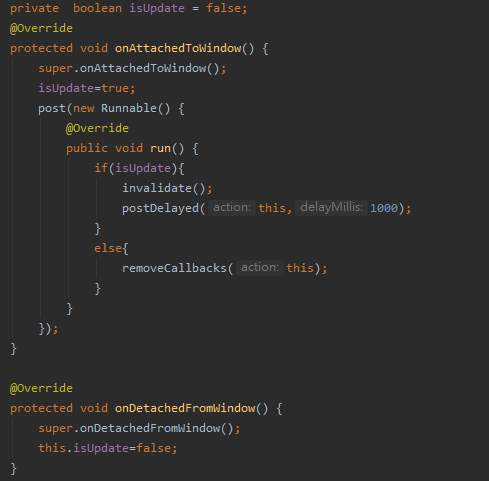 private  boolean isUpdate = false;
@Override
protected void onAttachedToWindow() {
    super.onAttachedToWindow();
    isUpdate=true;
    post(new Runnable() {
        @Override
        public void run() {
            if(isUpdate){
                invalidate();
                postDelayed( action: this, delayMillis: 1000);
            }
            else{
                removeCallbacks( action: this);
            }
        }
    });
}

@Override
protected void onDetachedFromWindow() {
    super.onDetachedFromWindow();
    this.isUpdate=false;
}